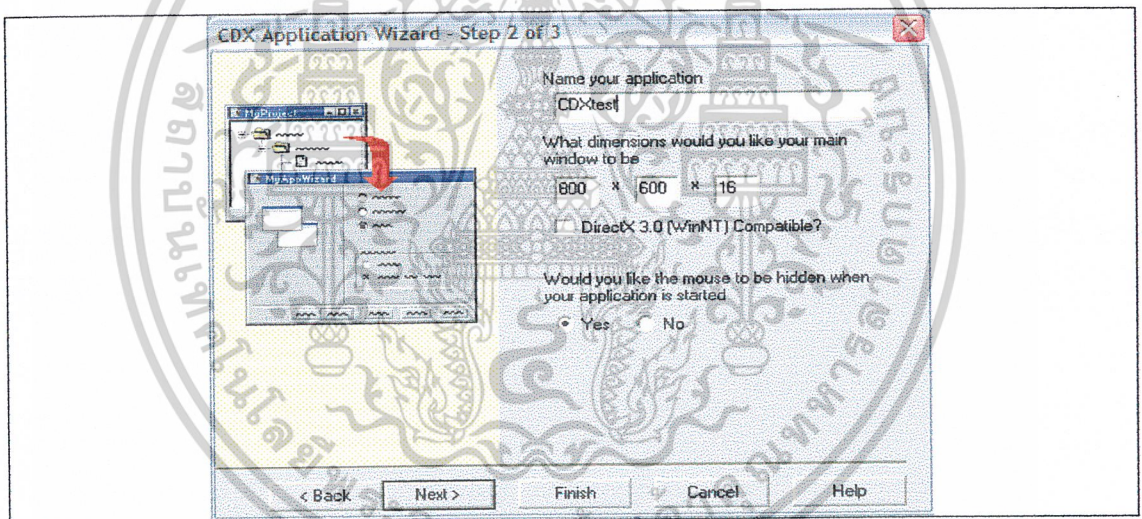 CDX Application Wizard - Step 2 of 3
Name your application
CDXtest
What dimensions would you like your main
window to be
800 × 600 × 16
DirectX 3.0 (WinNT) Compatible?
Would you like the mouse to be hidden when
your application is started
Yes No
MyProject
MyAppWizard
< Back Next > Finish Cancel Help